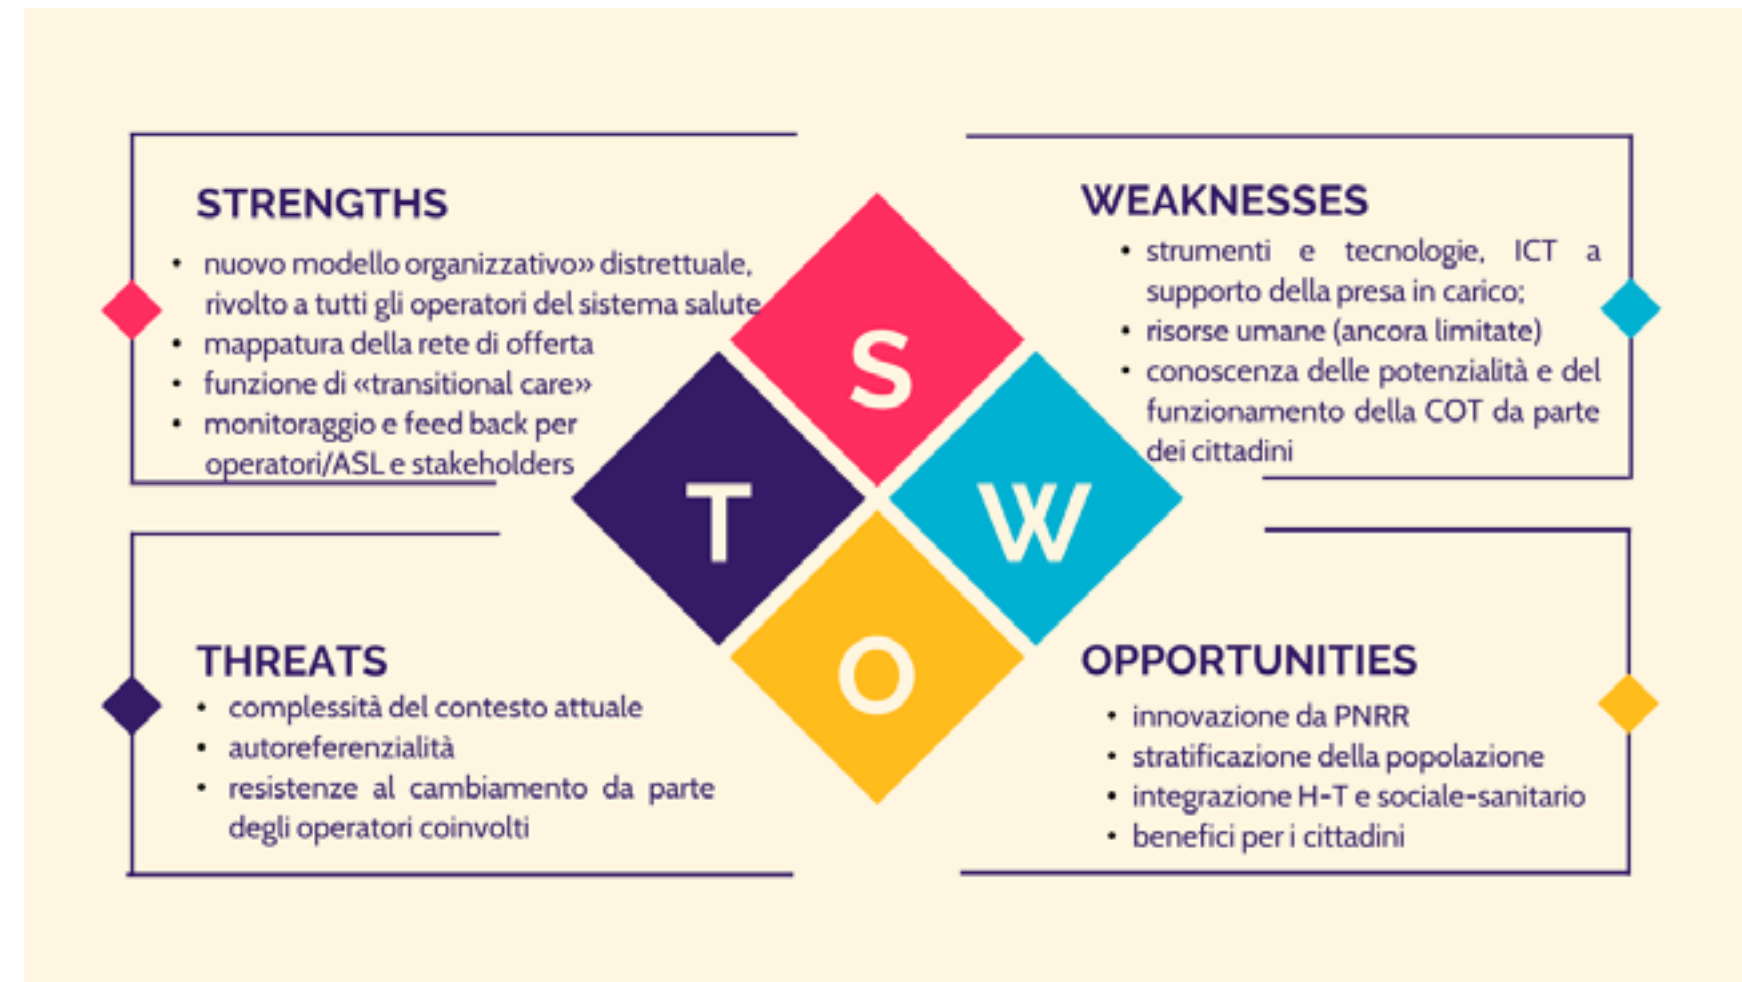 STRENGTHS
• nuovo modello organizzativo» distrettuale,
rivolto a tutti gli operatori del sistema salute
• mappatura della rete di offerta
• funzione di «transitional care»
• monitoraggio e feed back per
operatori/ASL e stakeholders
WEAKNESSES
• strumenti e tecnologie, ICT a
supporto della presa in carico;
• risorse umane (ancora limitate)
• conoscenza delle potenzialità e del
funzionamento della COT da parte
dei cittadini
S
T
W
O
THREATS
• complessità del contesto attuale
• autoreferenzialità
• resistenze al cambiamento da parte
degli operatori coinvolti
OPPORTUNITIES
• innovazione da PNRR
• stratificazione della popolazione
• integrazione H-T e sociale-sanitario
• benefici per i cittadini